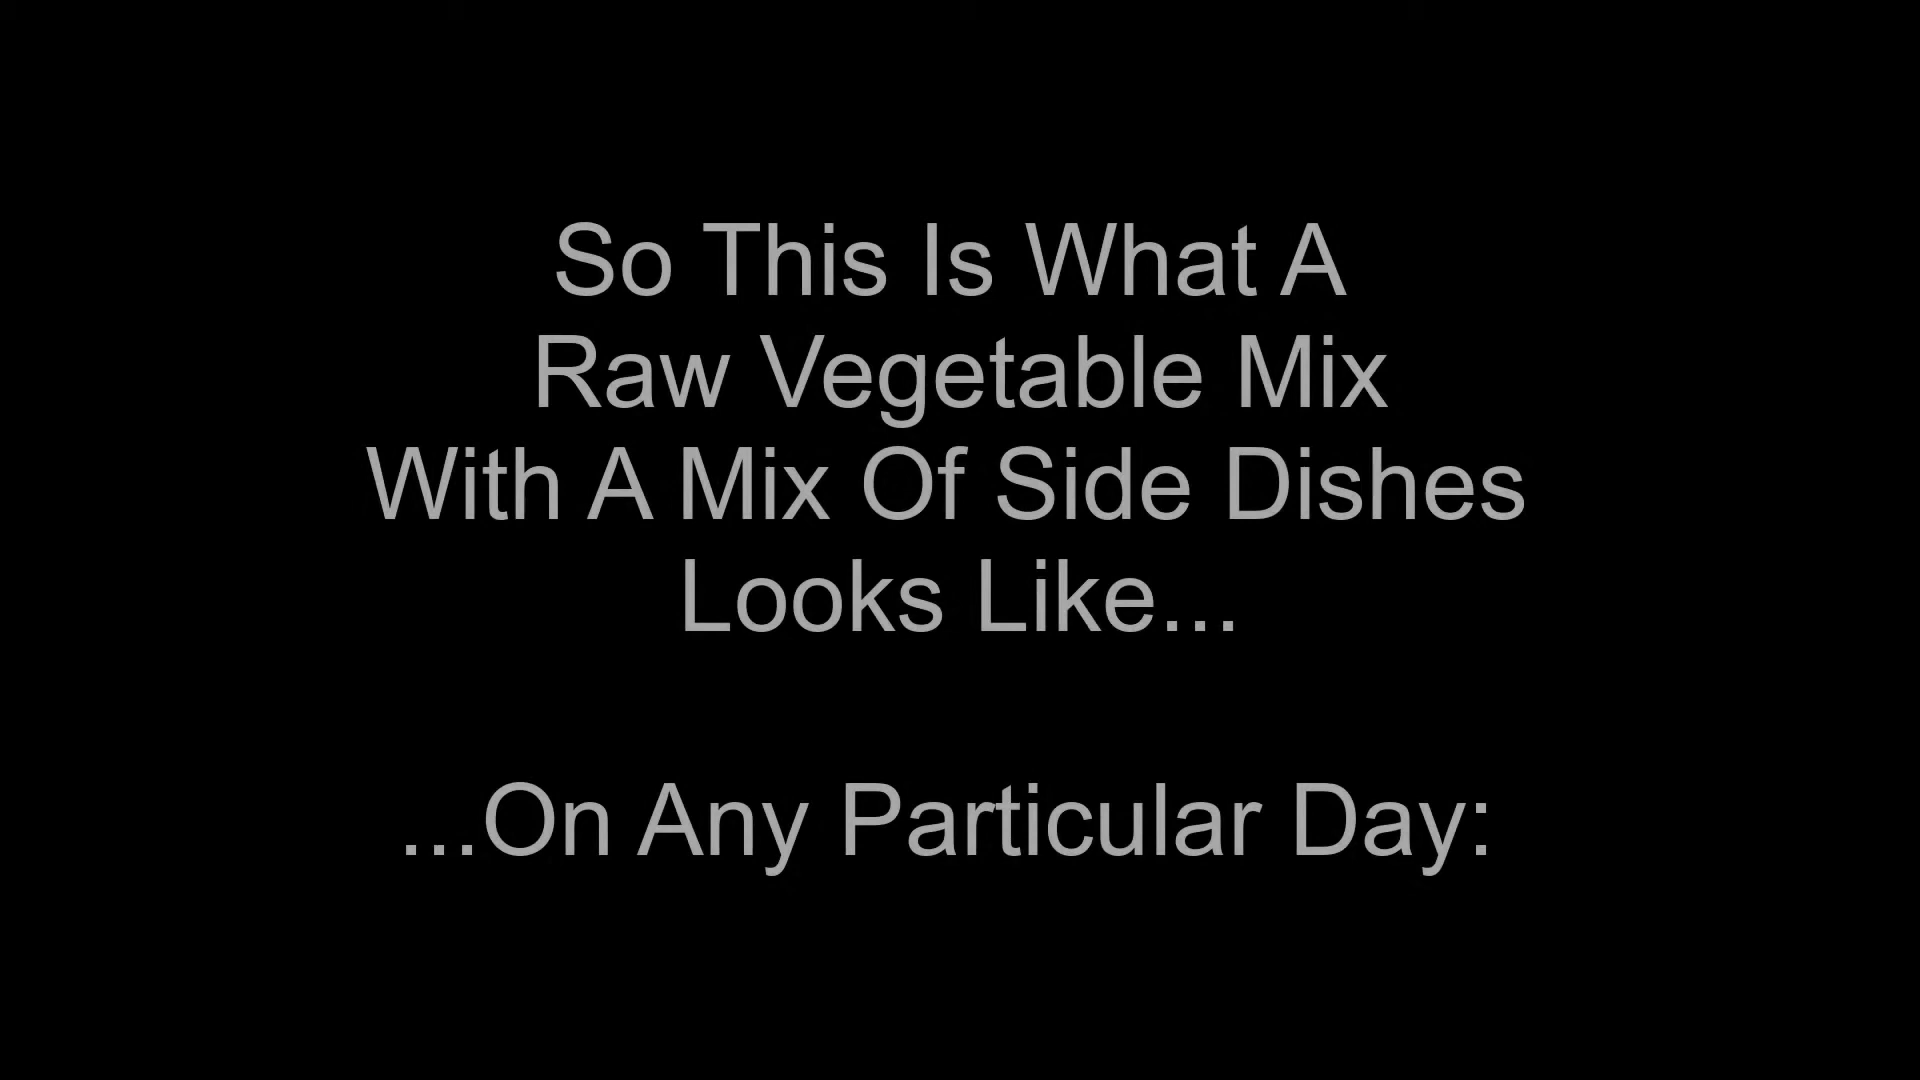 So This Is What A
Raw Vegetable Mix
With A Mix Of Side Dishes
Looks Like...
...On Any Particular Day: